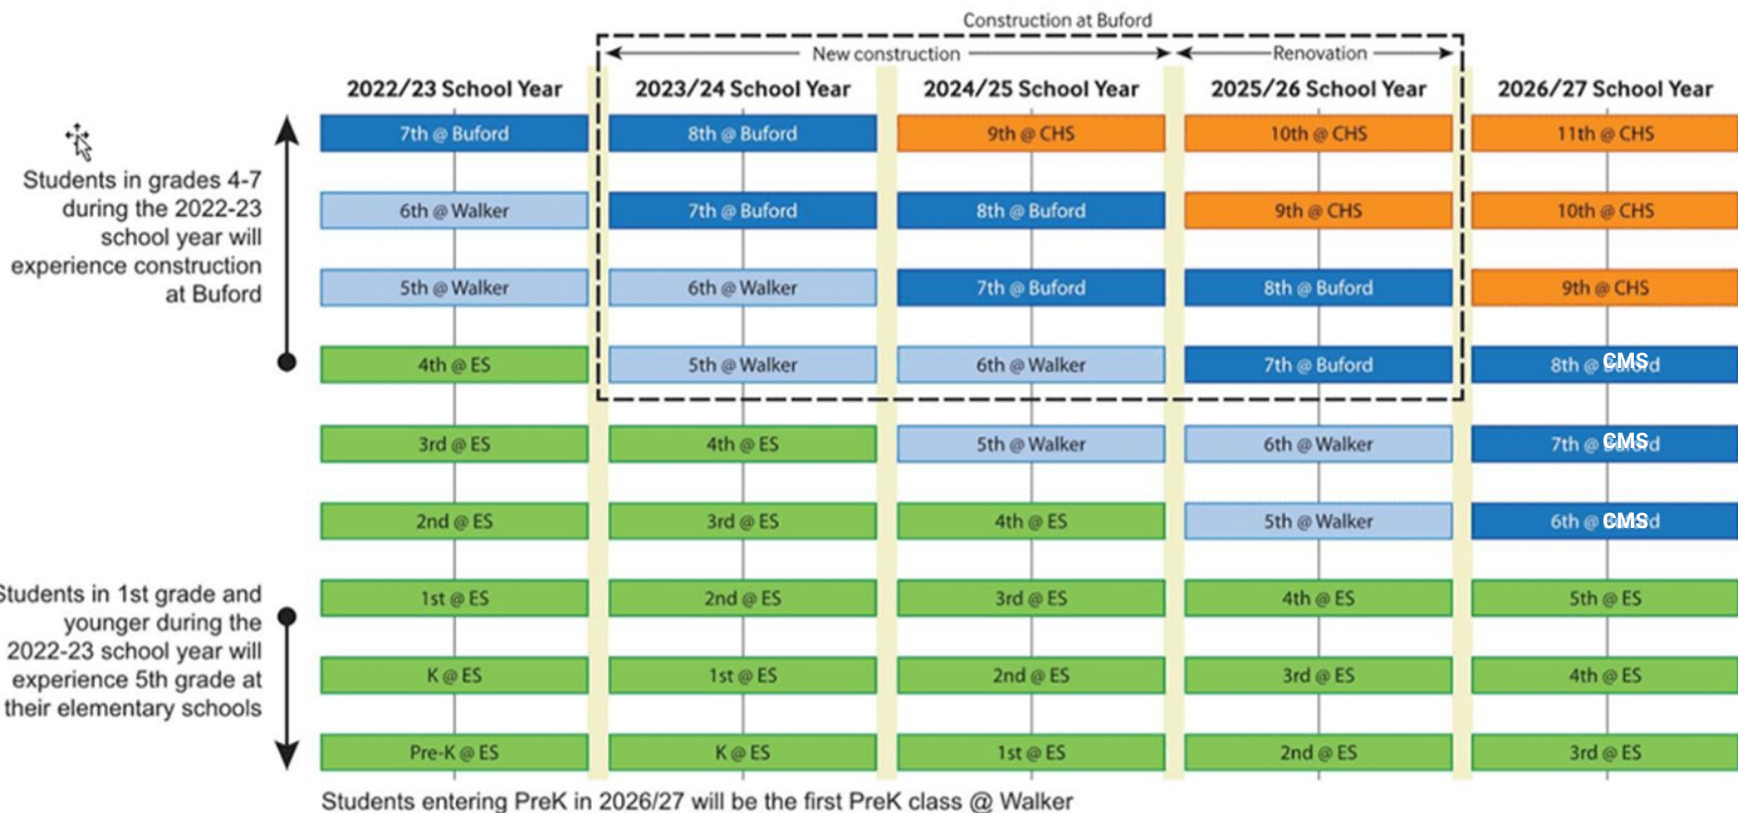 Construction at Buford
New construction
Renovation
2022/23 School Year
2023/24 School Year
2024/25 School Year
2025/26 School Year
2026/27 School Year
7th @ Buford
8th @ Buford
9th @ CHS
10th @ CHS
11th @ CHS
Students in grades 4-7
during the 2022-23
school year will
experience construction
at Buford
6th @ Walker
7th @ Buford
8th @ Buford
9th @ CHS
10th @ CHS
5th @ Walker
6th @ Walker
7th @ Buford
8th @ Buford
9th @ CHS
4th @ ES
5th @ Walker
6th @ Walker
7th @ Buford
8th @ CMS
3rd @ ES
4th @ ES
5th @ Walker
6th @ Walker
7th @ CMS
2nd @ ES
3rd @ ES
4th @ ES
5th @ Walker
6th @ CMS
Students in 1st grade and
younger during the
2022-23 school year will
experience 5th grade at
their elementary schools
1st @ ES
2nd @ ES
3rd @ ES
4th @ ES
5th @ ES
K @ ES
1st @ ES
2nd @ ES
3rd @ ES
4th @ ES
Pre-K @ ES
K @ ES
1st @ ES
2nd @ ES
3rd @ ES
Students entering PreK in 2026/27 will be the first PreK class @ Walker